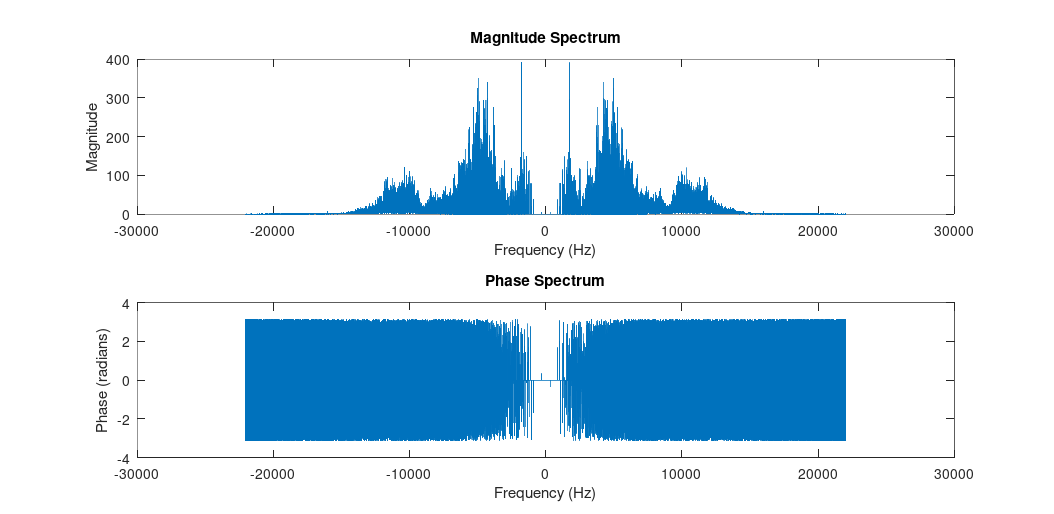 Magnitude Spectrum
400
300
200
100
0
Magnitude
-30000 -20000 -10000 0 10000 20000 30000
Frequency (Hz)
Phase Spectrum
4
2
0
-2
-4
Phase (radians)
-30000 -20000 -10000 0 10000 20000 30000
Frequency (Hz)